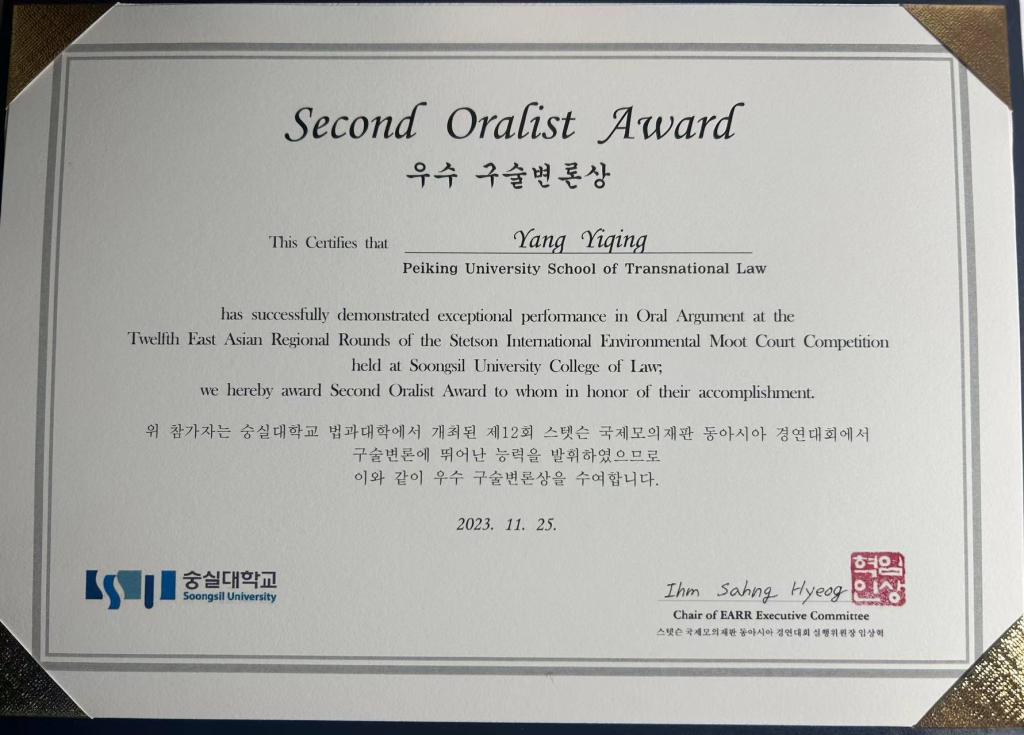 Second Oralist Award
우수 구술변론상
This Certifies that Yang Yiqing
Peiking University School of Transnational Law
has successfully demonstrated exceptional performance in Oral Argument at the
Twelfth East Asian Regional Rounds of the Stetson International Environmental Moot Court Competition
held at Soongsil University College of Law;
we hereby award Second Oralist Award to whom in honor of their accomplishment.
위 참가자는 숭실대학교 법과대학에서 개최된 제12회 스텟슨 국제모의재판 동아시아 경연대회에서
구술변론에 뛰어난 능력을 발휘하였으므로
이와 같이 우수 구술변론상을 수여합니다.
2023. 11. 25.
숭실대학교
Soongsil University
Ihm Sahng Hyeog
혁임
인상
Chair of EARR Executive Committee
스텟슨 국제모의재판 동아시아 경연대회 실행위원장 임상혁